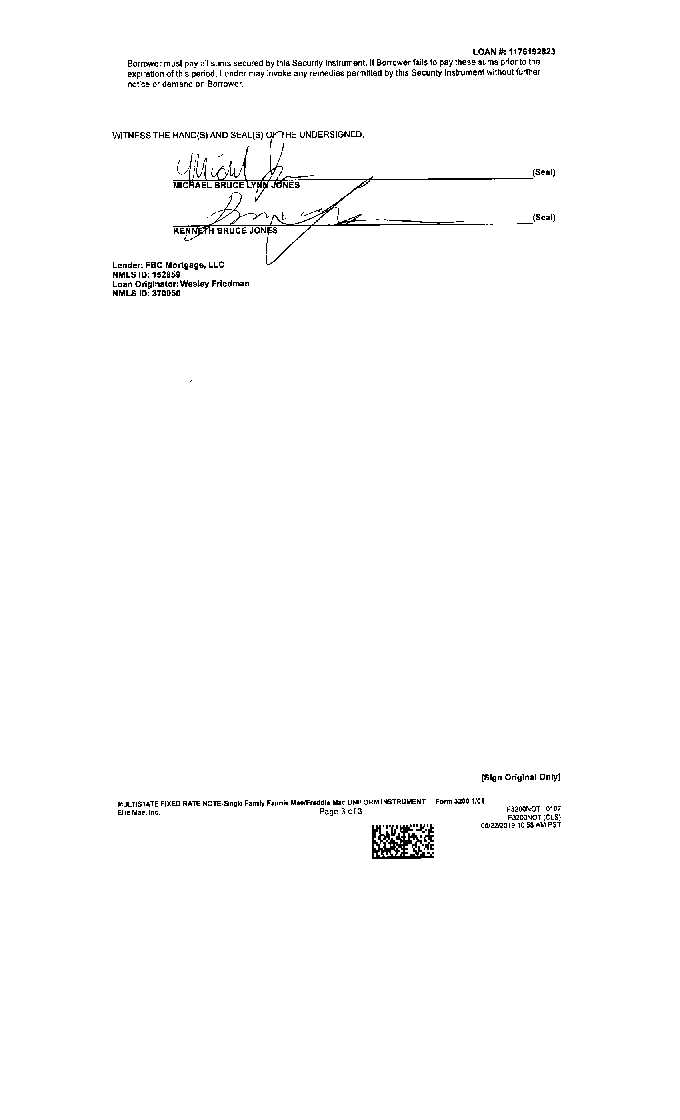 LOAN #: 1176192823
Borrower must pay all sums secured by this Security Instrument. If Borrower fails to pay these sums prior to the
expiration of this period, Lender may invoke any remedies permitted by this Security Instrument without further
notice or demand on Borrower.
WITNESS THE HAND(S) AND SEAL(S) OF THE UNDERSIGNED.
(Seal)
MICHAEL BRUCE LYNN JONES
(Seal)
KENNETH BRUCE JONES
Lender: FBC Mortgage, LLC
NMLS ID: 152859
Loan Originator: Wesley Friedman
NMLS ID: 370050
[Sign Original Only]
MULTISTATE FIXED RATE NOTE-Single Family-Fannie Mae/Freddie Mac UNIFORM INSTRUMENT Form 3200 1/01
Ellie Mae, Inc.
Page 3 of 3
F3200NOT 0107
F3200NOT (CLS)
10:58 AM PST